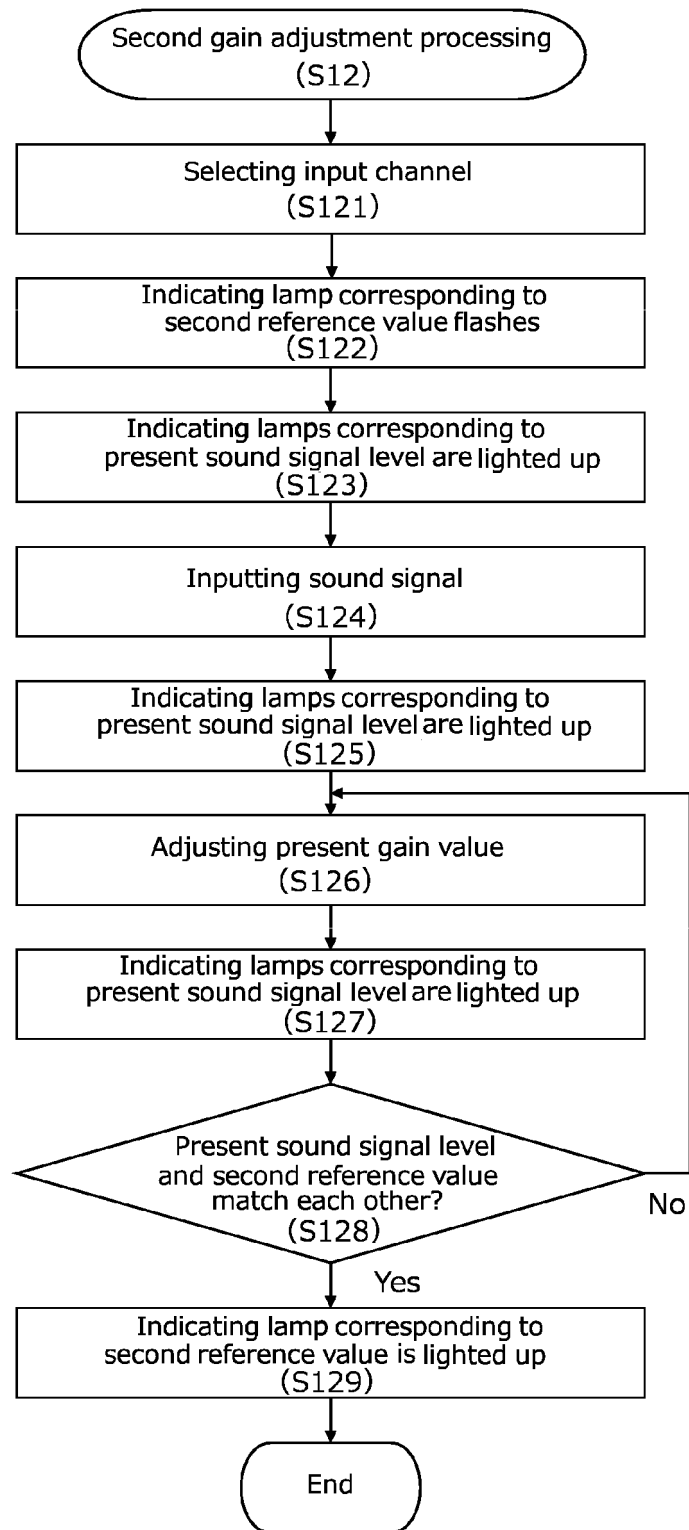 Second gain adjustment processing
(S12)
Selecting input channel
(S121)
Indicating lamp corresponding to
second reference value flashes
(S122)
Indicating lamps corresponding to
present sound signal level are lighted up
(S123)
Inputting sound signal
(S124)
Indicating lamps corresponding to
present sound signal level are lighted up
(S125)
Adjusting present gain value
(S126)
Indicating lamps corresponding to
present sound signal level are lighted up
(S127)
Present sound signal level
and second reference value
match each other?
(S128)
No
Yes
Indicating lamp corresponding to
second reference value is lighted up
(S129)
End